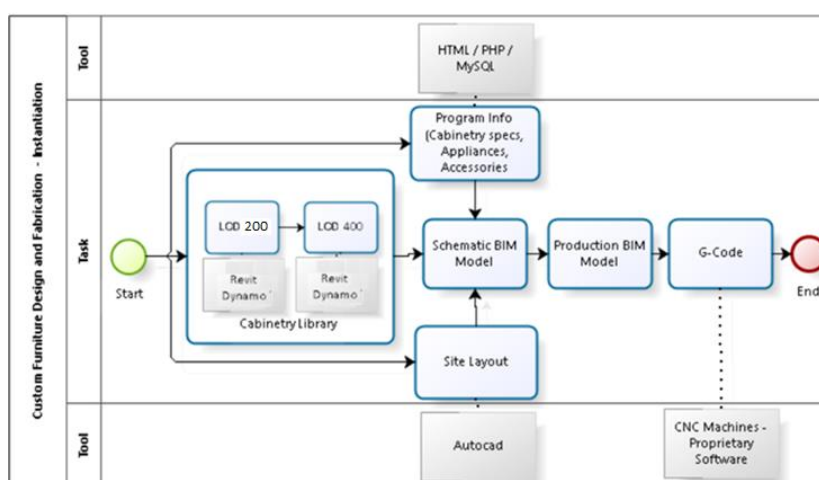 Custom Furniture Design and Fabrication - Instantiation
Tool
HTML / PHP /
MySQL
Task
Program Info
(Cabinetry specs,
Appliances,
Accessories
Start
LOD 200
LOD 400
Revit
Dynamo
Revit
Dynamo
Cabinetry Library
Schematic BIM
Model
Production BIM
Model
G-Code
End
Site Layout
Tool
Autocad
CNC Machines -
Proprietary
Software